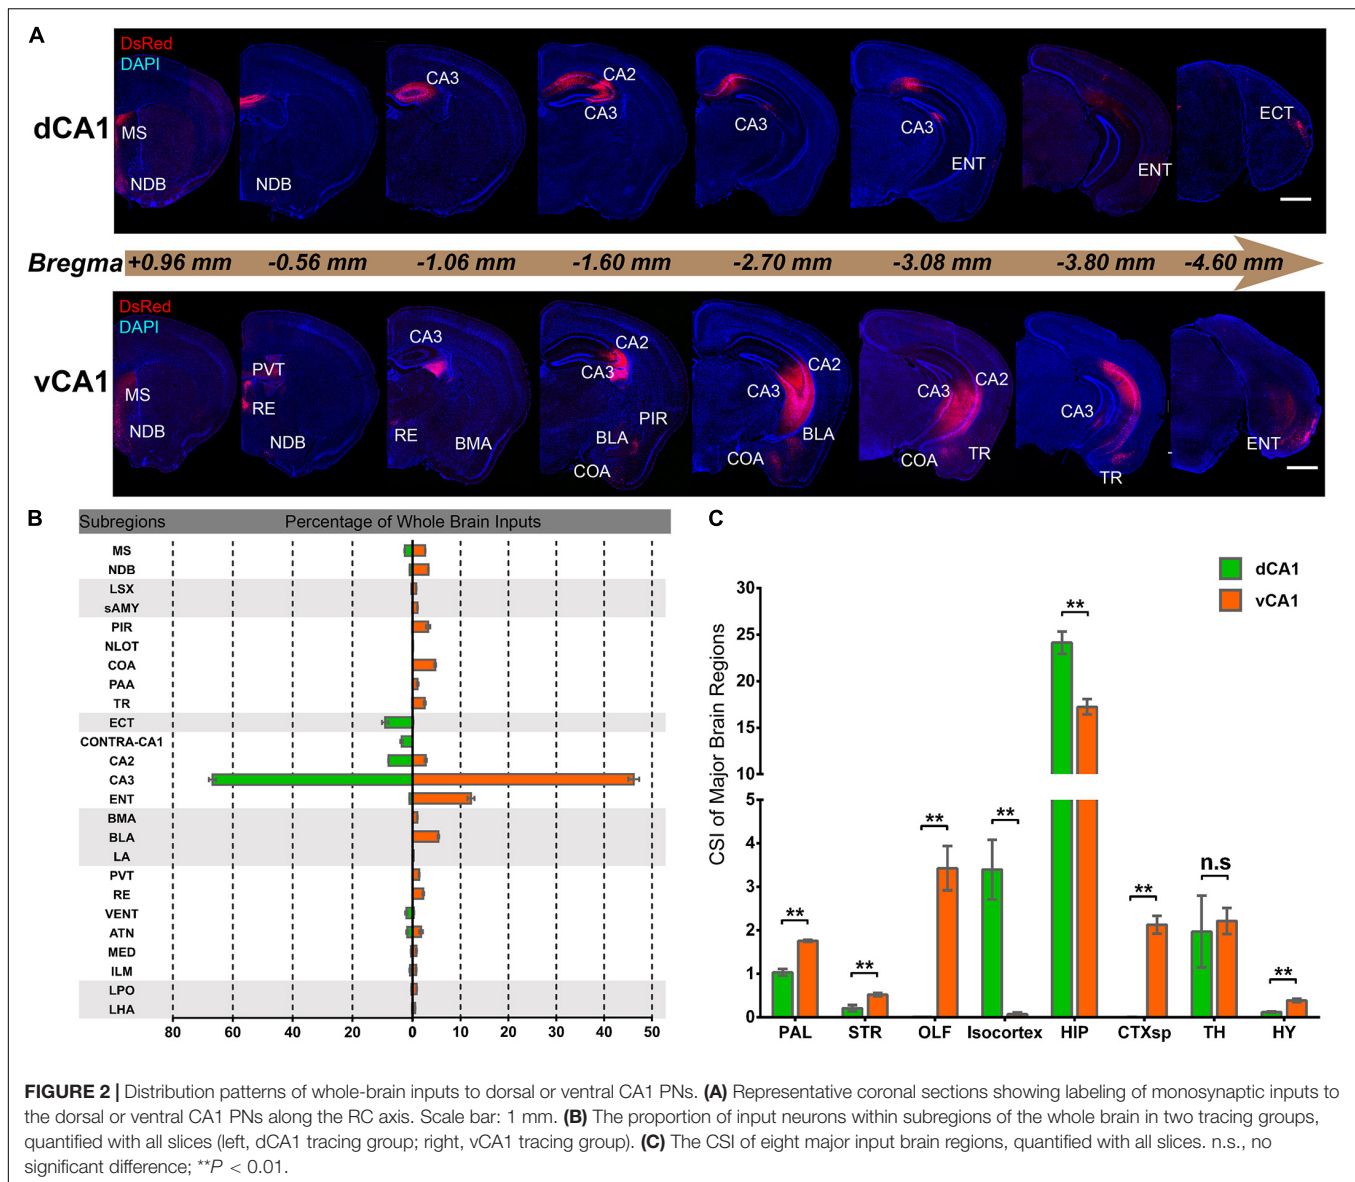 A
DsRed
DAPI
dCA1
MS
NDB
NDB
CA3
CA2
CA3
CA3
CA3
ENT
ENT
ECT
Bregma +0.96 mm -0.56 mm -1.06 mm -1.60 mm -2.70 mm -3.08 mm -3.80 mm -4.60 mm
DsRed
DAPI
vCA1
MS
NDB
PVT
RE
NDB
CA3
RE
BMA
CA2
CA3
PIR
BLA
COA
CA2
CA3
BLA
COA
CA2
CA3
COA
TR
CA3
TR
ENT
B
Subregions Percentage of Whole Brain Inputs
MS
NDB
LSX
sAMY
PIR
NLOT
COA
PAA
TR
ECT
CONTRA-CA1
CA2
CA3
ENT
BMA
BLA
LA
PVT
RE
VENT
ATN
MED
ILM
LPO
LHA
80 60 40 20 0 10 20 30 40 50
C
dCA1
vCA1
CSI of Major Brain Regions
30
25
20
15
10
5
4
3
2
1
0
** ** ** ** ** ** n.s **
PAL STR OLF Isocortex HIP CTXsp TH HY
FIGURE 2 | Distribution patterns of whole-brain inputs to dorsal or ventral CA1 PNs. (A) Representative coronal sections showing labeling of monosynaptic inputs to
the dorsal or ventral CA1 PNs along the RC axis. Scale bar: 1 mm. (B) The proportion of input neurons within subregions of the whole brain in two tracing groups,
quantified with all slices (left, dCA1 tracing group; right, vCA1 tracing group). (C) The CSI of eight major input brain regions, quantified with all slices. n.s., no
significant difference; **P < 0.01.